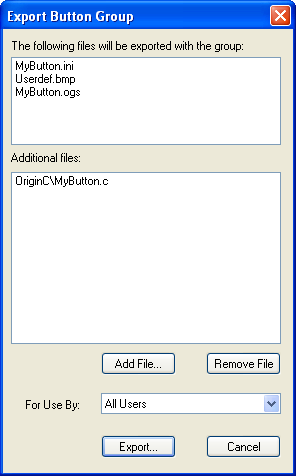 Export Button Group
The following files will be exported with the group:
MyButton.ini
Userdef.bmp
MyButton.ogs
Additional files:
OriginC\MyButton.c
Add File...
Remove File
For Use By:
All Users
Export...
Cancel